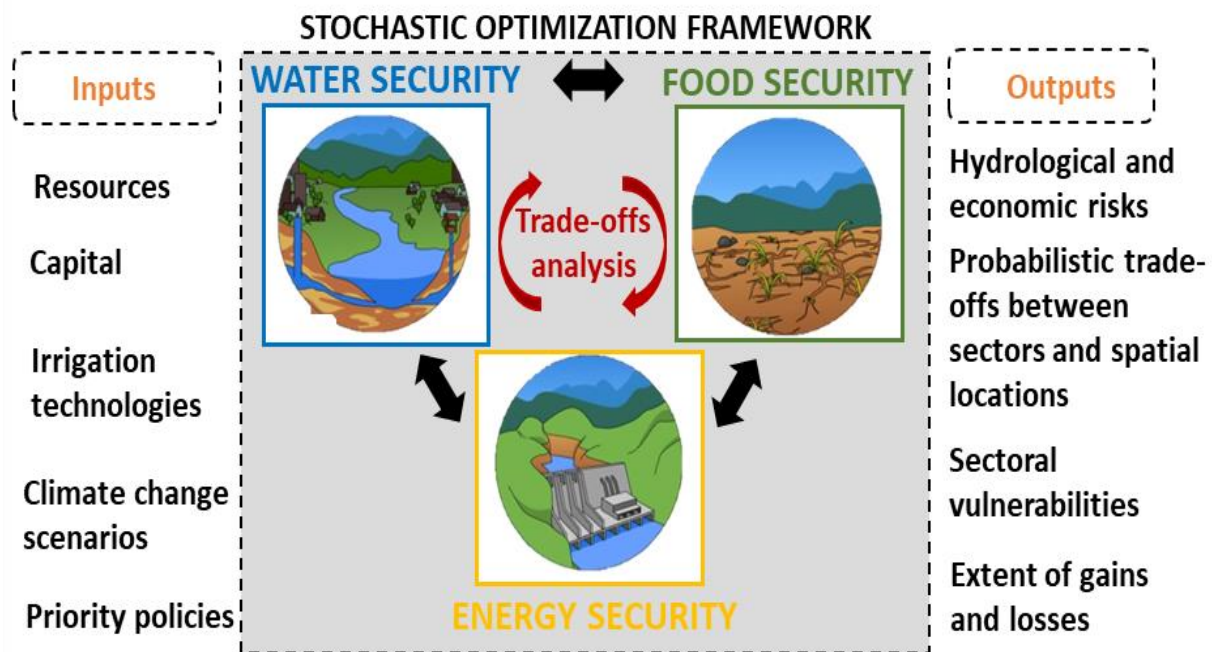 STOCHASTIC OPTIMIZATION FRAMEWORK
Inputs
Resources
Capital
Irrigation
technologies
Climate change
scenarios
Priority policies
WATER SECURITY
FOOD SECURITY
Trade-offs
analysis
ENERGY SECURITY
Outputs
Hydrological and
economic risks
Probabilistic trade-
offs between
sectors and spatial
locations
Sectoral
vulnerabilities
Extent of gains
and losses